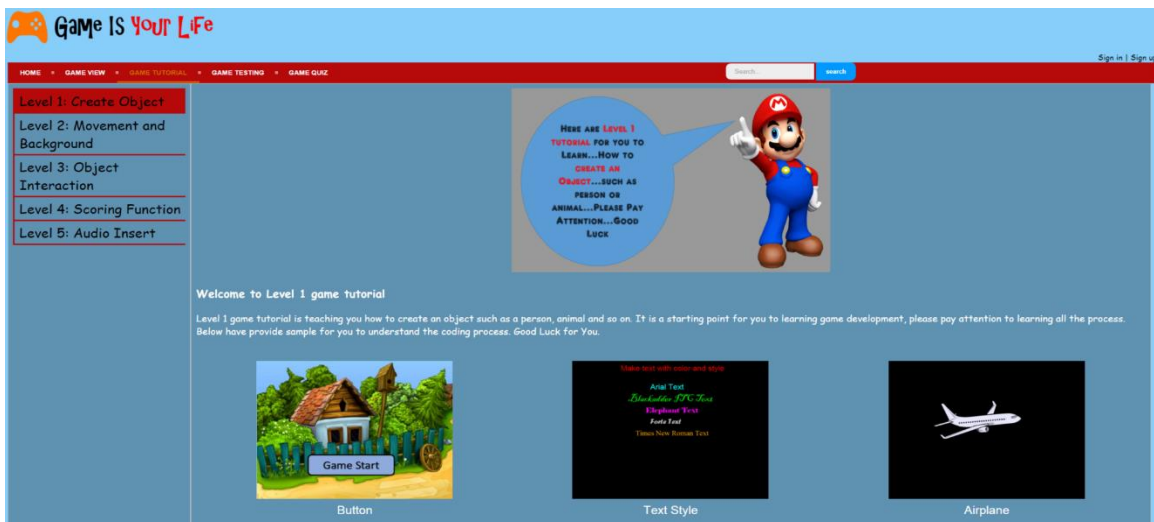 Game Is Your Life
Sign in | Sign u
HOME GAME VIEW GAME TUTORIAL GAME TESTING GAME QUIZ
Search... search
Level 1: Create Object
Level 2: Movement and
Background
Level 3: Object
Interaction
Level 4: Scoring Function
Level 5: Audio Insert
Here are Level 1
tutorial for you to
Learn...How to
create an
Object...such as
person or
animal...Please Pay
Attention...Good
Luck
Welcome to Level 1 game tutorial
Level 1 game tutorial is teaching you how to create an object such as a person, animal and so on. It is a starting point for you to learning game development, please pay attention to learning all the process.
Below have provide sample for you to understand the coding process. Good Luck for You.
Game Start
Make text with color and style
Arial Text
Blackadder ITC Text
Elephant Text
Forte Text
Times New Roman Text
Button
Text Style
Airplane